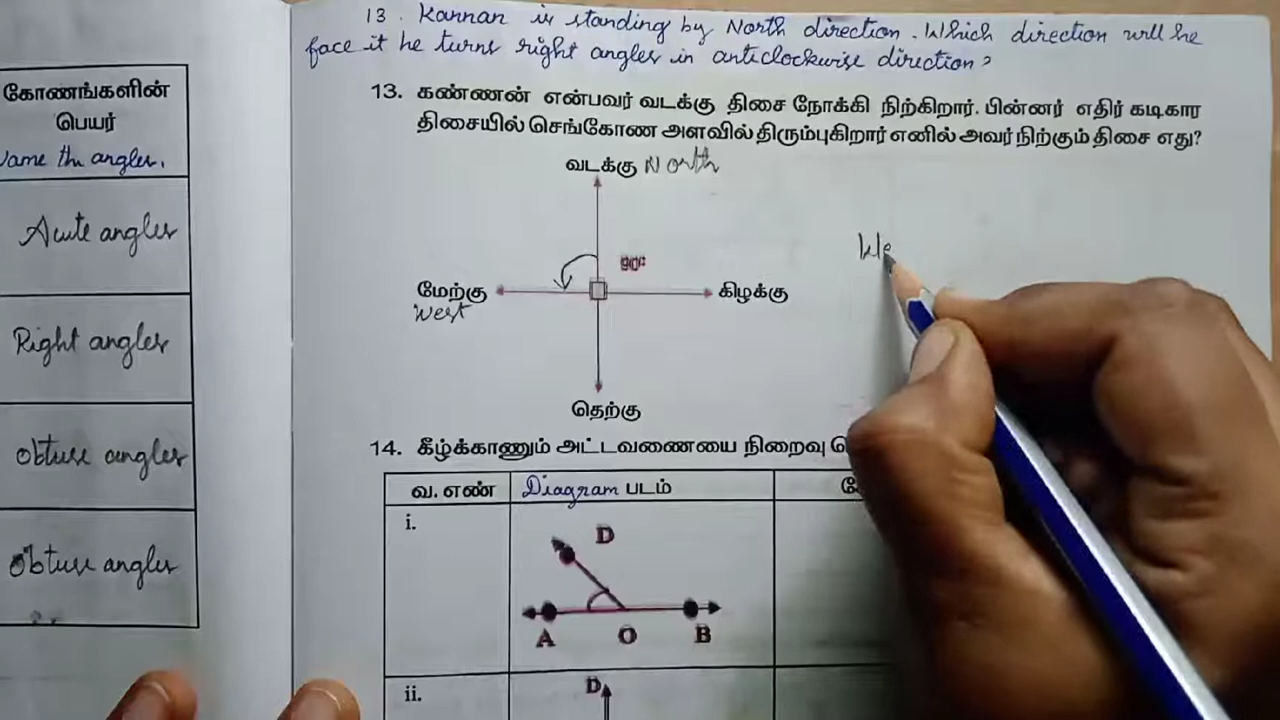 கோணங்களின்
பெயர்
Name the angles.
Acute angles
Right angles
Obtuse angles
Obtuse angles
13. Kannan is standing by North direction. Which direction will he
face it he turns right angles in anticlockwise direction?
13. கண்ணன் என்பவர் வடக்கு திசை நோக்கி நிற்கிறார். பின்னர் எதிர் கடிகார
திசையில் செங்கோண அளவில் திரும்புகிறார் எனில் அவர் நிற்கும் திசை எது?
வடக்கு North
90°
மேற்கு
West
கிழக்கு
தெற்கு
We
14. கீழ்க்காணும் அட்டவணையை நிறைவு
வ. எண் Diagram படம்
i.
D
A O B
ii.
D